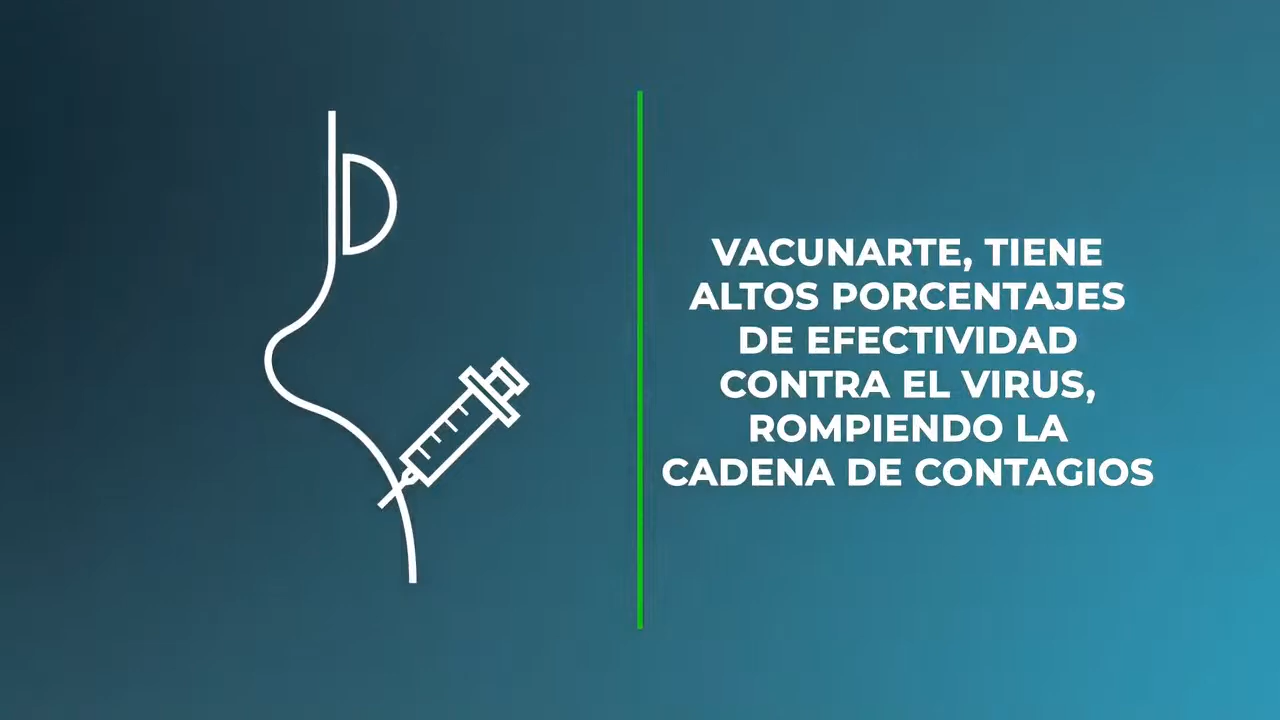 VACUNARTE, TIENE
ALTOS PORCENTAJES
DE EFECTIVIDAD
CONTRA EL VIRUS,
ROMPIENDO LA
CADENA DE CONTAGIOS